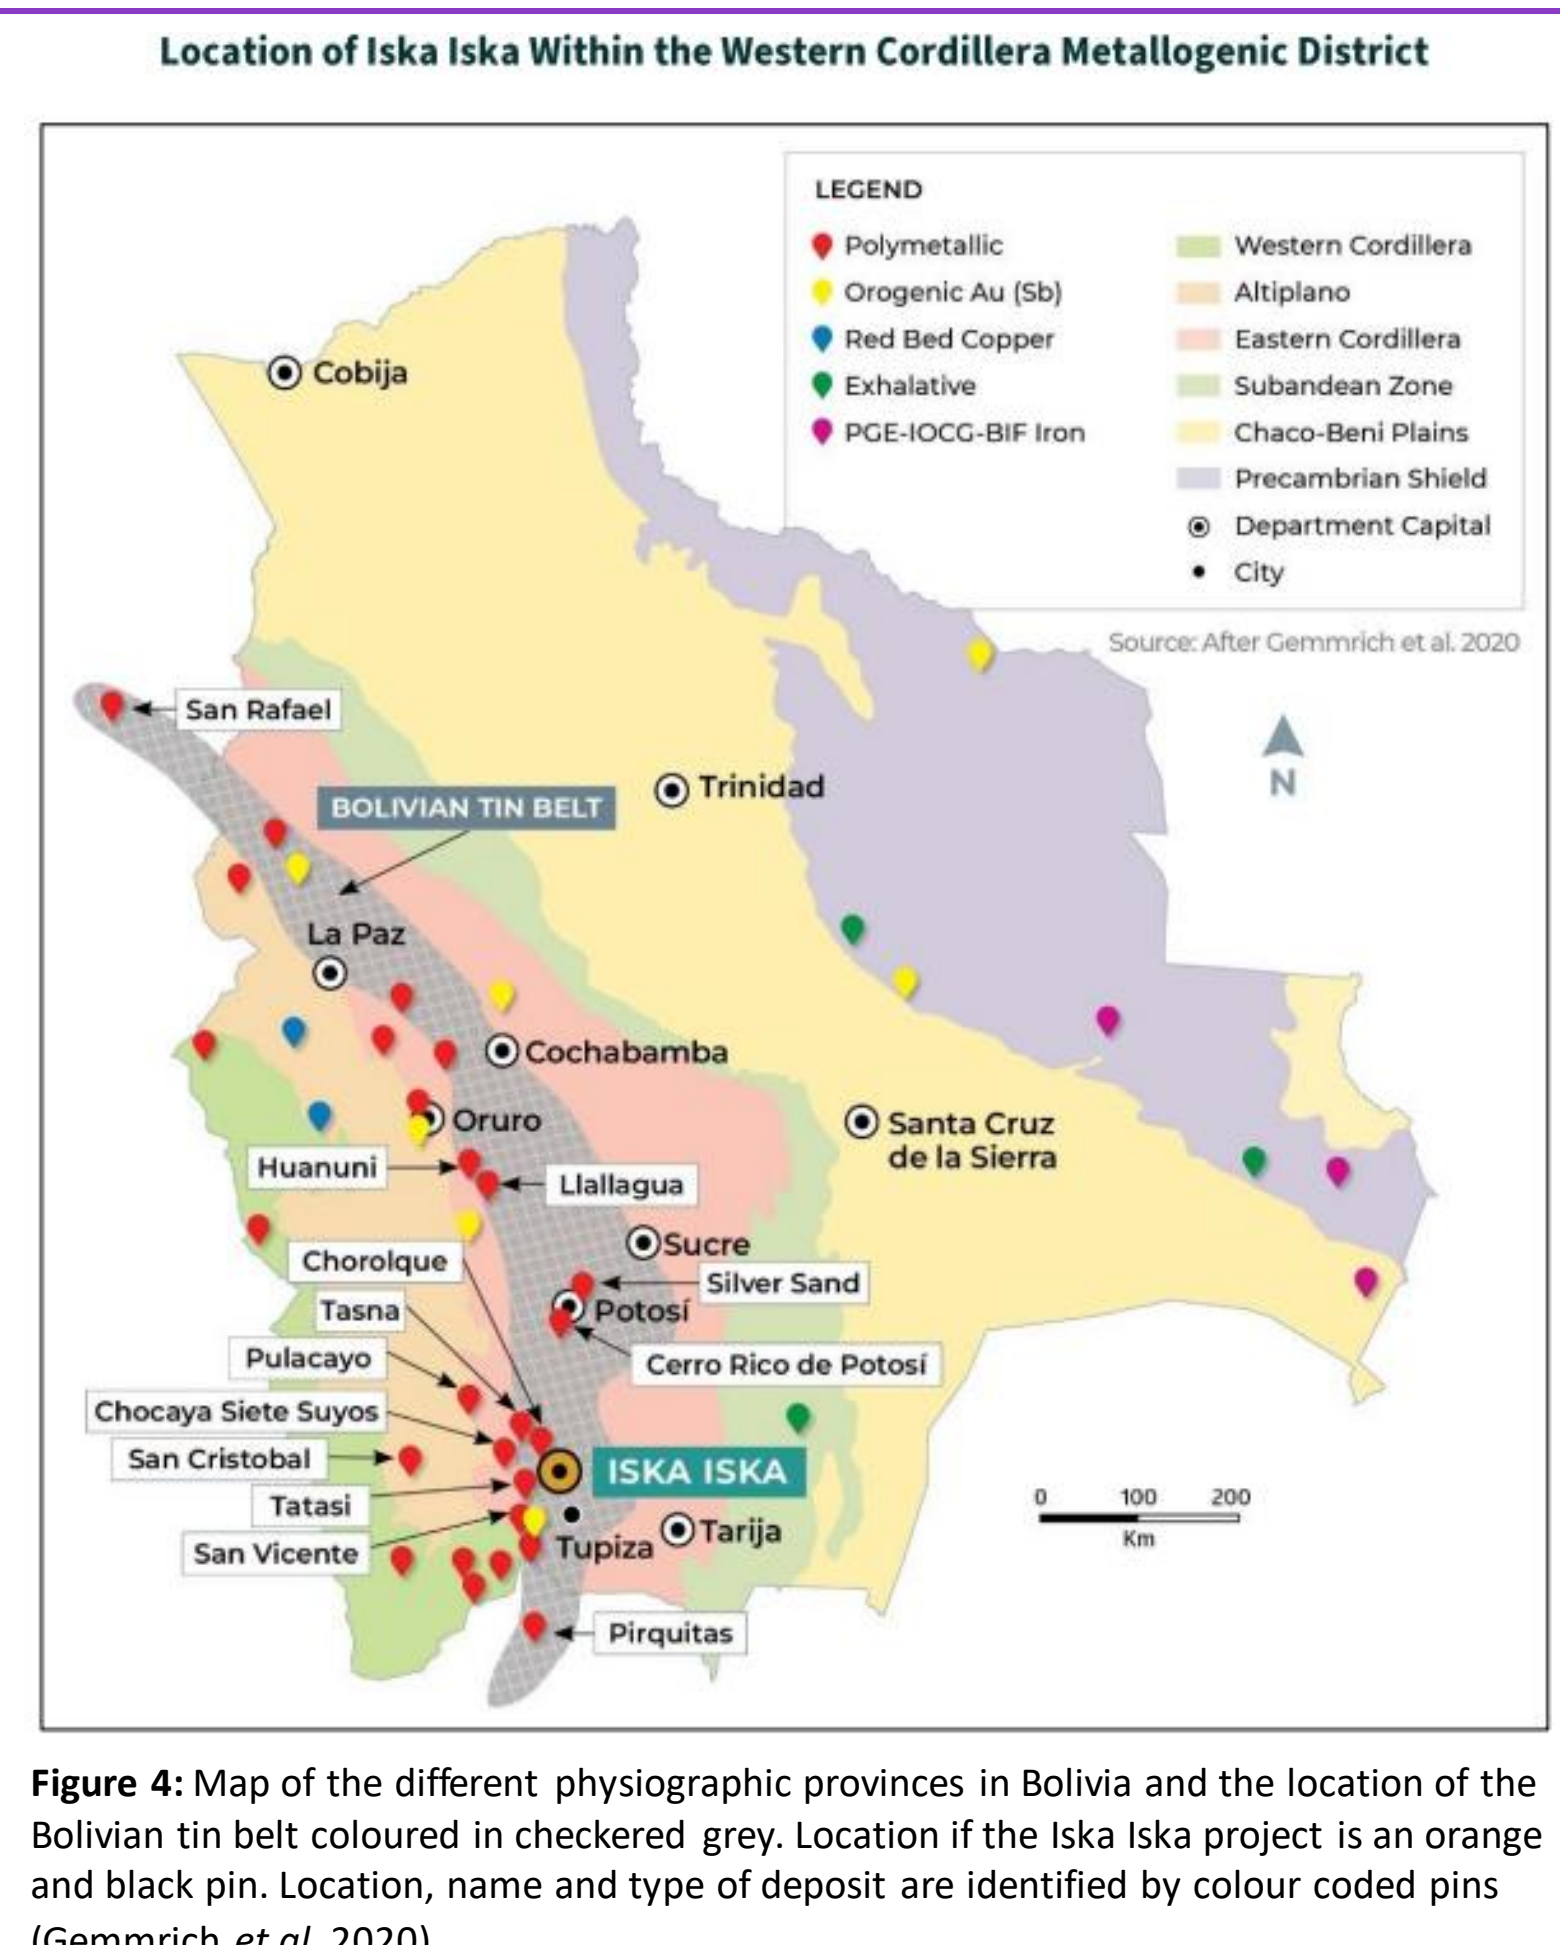 Location of Iska Iska Within the Western Cordillera Metallogenic District
LEGEND
Polymetallic
Orogenic Au (Sb)
Red Bed Copper
Exhalative
PGE-IOCG-BIF Iron
Western Cordillera
Altiplano
Eastern Cordillera
Subandean Zone
Chaco-Beni Plains
Precambrian Shield
Department Capital
City
Source: After Gemmrich et al. 2020
Cobija
San Rafael
N
Trinidad
BOLIVIAN TIN BELT
La Paz
Cochabamba
Oruro
Santa Cruz
de la Sierra
Huanuni
Llallagua
Sucre
Chorolque
Silver Sand
Tasna
Potosí
Pulacayo
Cerro Rico de Potosí
Chocaya Siete Suyos
San Cristobal
ISKA ISKA
Tatasi
0 100 200
Km
Tarija
Tupiza
San Vicente
Pirquitas
Figure 4: Map of the different physiographic provinces in Bolivia and the location of the
Bolivian tin belt coloured in checkered grey. Location if the Iska Iska project is an orange
and black pin. Location, name and type of deposit are identified by colour coded pins
(Gemmrich et al. 2020)